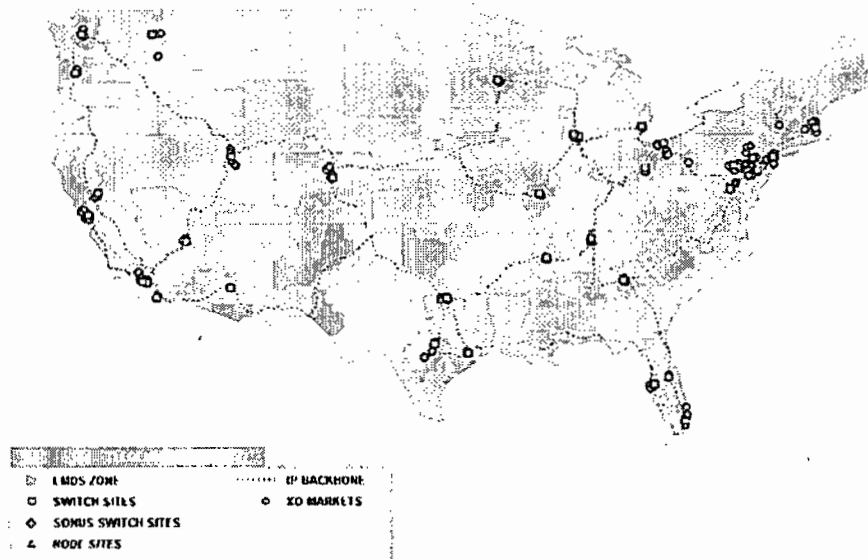 LMDS ZONE
IP BACKBONE
SWITCH SITES
XO MARKETS
SONUS SWITCH SITES
NODE SITES